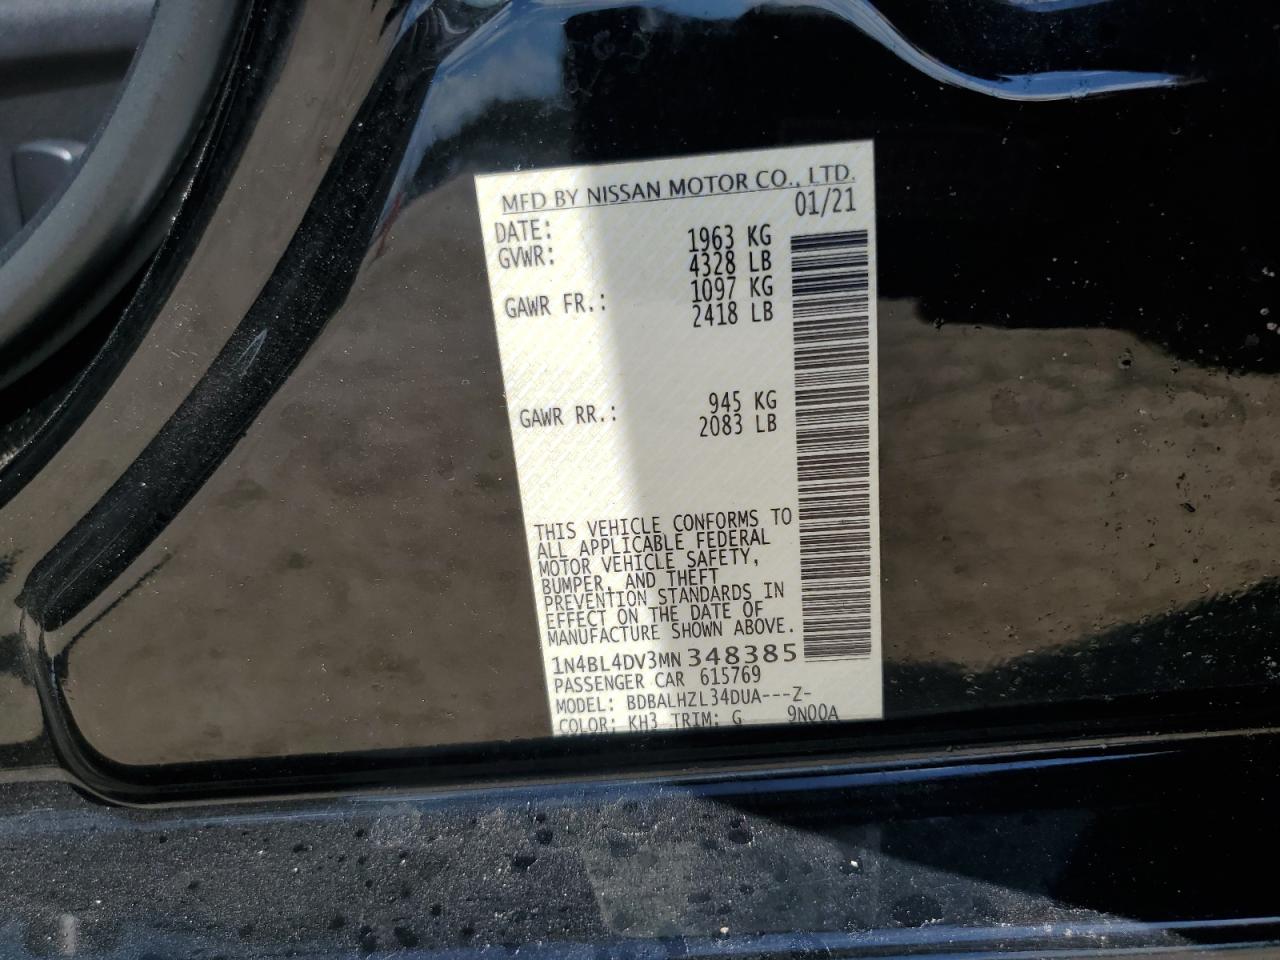 MFD BY NISSAN MOTOR CO., LTD.
DATE: 01/21
GVWR: 1963 KG
4328 LB
GAWR FR.: 1097 KG
2418 LB
GAWR RR.: 945 KG
2083 LB
THIS VEHICLE CONFORMS TO
ALL APPLICABLE FEDERAL
MOTOR VEHICLE SAFETY,
BUMPER, AND THEFT
PREVENTION STANDARDS IN
EFFECT ON THE DATE OF
MANUFACTURE SHOWN ABOVE.
1N4BL4DV3MN348385
PASSENGER CAR 615769
MODEL: BDBALHZL34DUA---Z-
COLOR: KH3 TRIM: G 9N00A